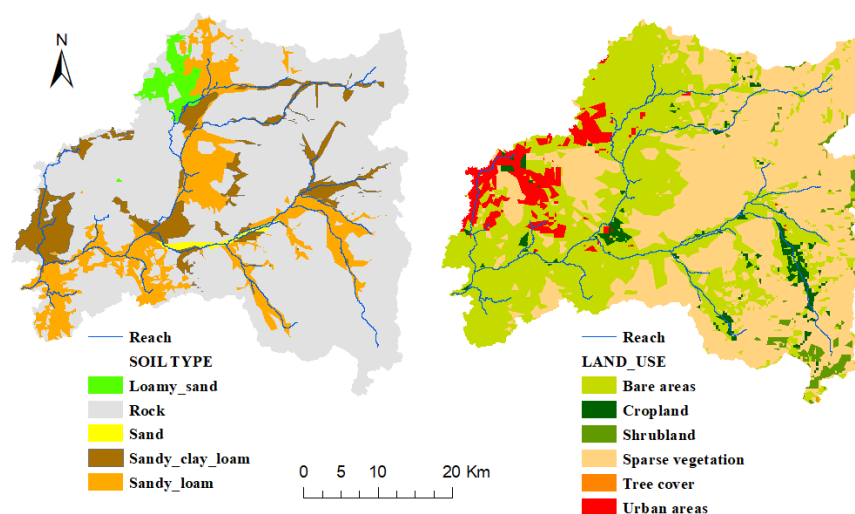 N
Reach
SOIL TYPE
Loamy_sand
Rock
Sand
Sandy_clay_loam
Sandy_loam
0 5 10 20 Km
Reach
LAND_USE
Bare areas
Cropland
Shrubland
Sparse vegetation
Tree cover
Urban areas